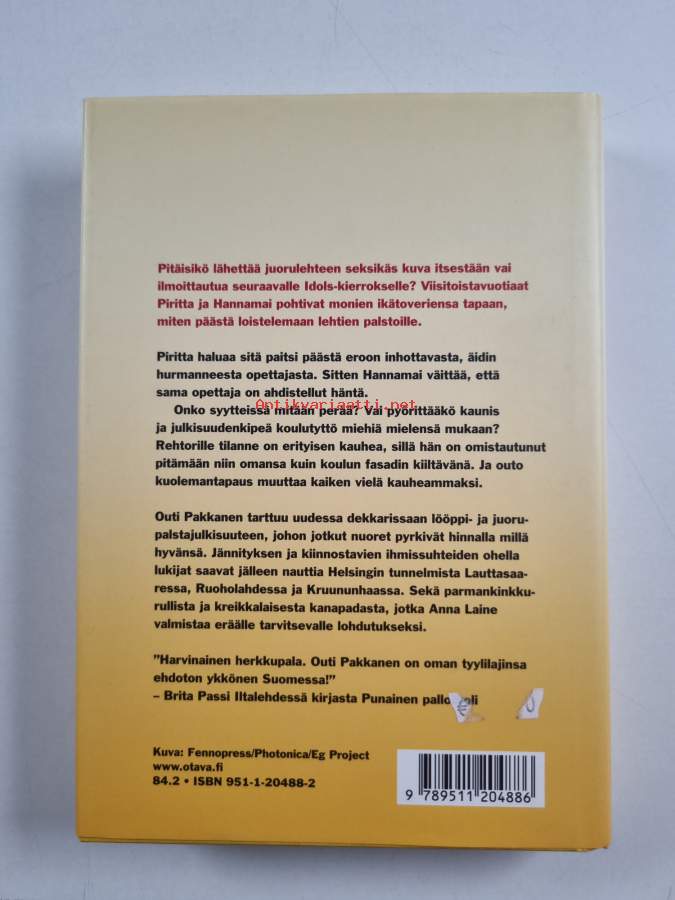 Pitäisikö lähettää juorulehteen seksikäs kuva itsestään vai
ilmoittautua seuraavalle Idols-kierrokselle? Viisitoistavuotiaat
Piritta ja Hannamai pohtivat monien ikätoveriensa tapaan,
miten päästä loistelemaan lehtien palstoille.
Piritta haluaa sitä paitsi päästä eroon inhottavasta, äidin
hurmanneesta opettajasta. Sitten Hannamai väittää, että
sama opettaja on ahdistellut häntä.
Antikvariaatti.net
Onko syytteissä mitään perää? Vai pyörittääkö kaunis
ja julkisuudenkipeä koulutyttö miehiä mielensä mukaan?
Rehtorille tilanne on erityisen kauhea, sillä hän on omistautunut
pitämään niin omansa kuin koulun fasadin kiiltävänä. Ja outo
kuolemantapaus muuttaa kaiken vielä kauheammaksi.
Outi Pakkanen tarttuu uudessa dekkarissaan lööppi- ja juoru-
palstajulkisuuteen, johon jotkut nuoret pyrkivät hinnalla millä
hyvänsä. Jännityksen ja kiinnostavien ihmissuhteiden ohella
lukijat saavat jälleen nauttia Helsingin tunnelmista Lauttasaa-
ressa, Ruoholahdessa ja Kruununhaassa. Sekä parmankinkku-
rullista ja kreikkalaisesta kanapadasta, jotka Anna Laine
valmistaa eräälle tarvitsevalle lohdutukseksi.
”Harvinainen herkkupala. Outi Pakkanen on oman tyylilajinsa
ehdoton ykkönen Suomessa!”
– Brita Passi Iltalehdessä kirjasta Punainen
€
Kuva: Fennopress/Photonica/Eg Project
www.otava.fi
84.2 • ISBN 951-1-20488-2
9 789511 204886